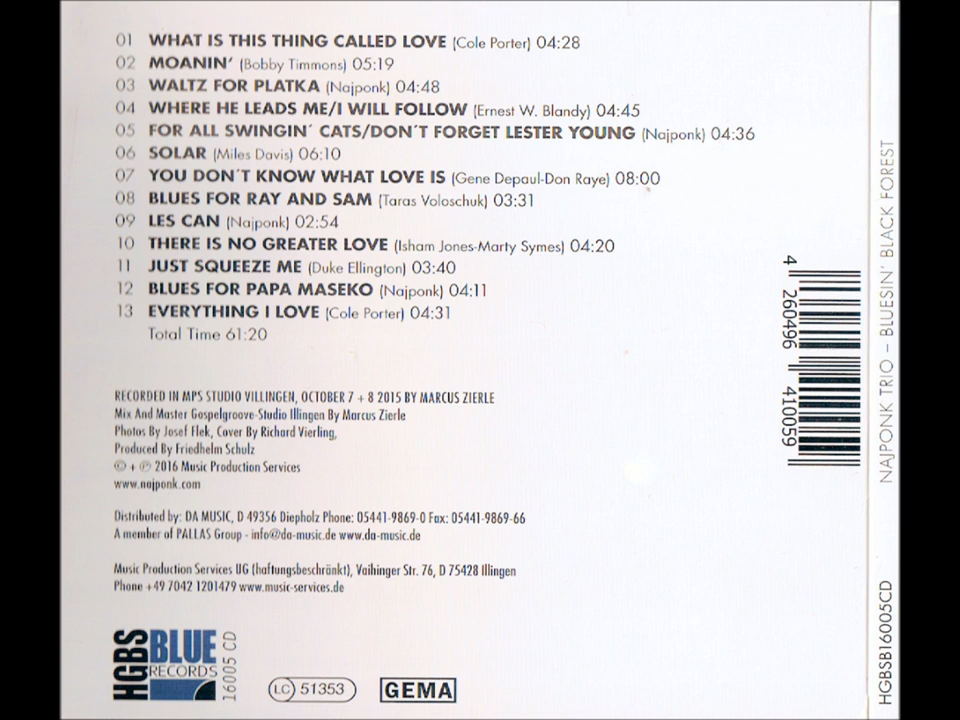 01 WHAT IS THIS THING CALLED LOVE (Cole Porter) 04:28
02 MOANIN' (Bobby Timmons) 05:19
03 WALTZ FOR PLATKA (Najponk) 04:48
04 WHERE HE LEADS ME/I WILL FOLLOW (Ernest W. Blandy) 04:45
05 FOR ALL SWINGIN´ CATS/DON´T FORGET LESTER YOUNG (Najponk) 04:36
06 SOLAR (Miles Davis) 06:10
07 YOU DON´T KNOW WHAT LOVE IS (Gene Depaul-Don Raye) 08:00
08 BLUES FOR RAY AND SAM (Taras Voloschuk) 03:31
09 LES CAN (Najponk) 02:54
10 THERE IS NO GREATER LOVE (Isham Jones-Marty Symes) 04:20
11 JUST SQUEEZE ME (Duke Ellington) 03:40
12 BLUES FOR PAPA MASEKO (Najponk) 04:11
13 EVERYTHING I LOVE (Cole Porter) 04:31
Total Time 61:20
RECORDED IN MPS STUDIO VILLINGEN, OCTOBER 7 + 8 2015 BY MARCUS ZIERLE
Mix And Master Gospelgroove-Studio Illingen By Marcus Zierle
Photos By Josef Flek, Cover By Richard Vierling,
Produced By Friedhelm Schulz
© + ℗ 2016 Music Production Services
www.najponk.com
Distributed by: DA MUSIC, D 49356 Diepholz Phone: 05441-9869-0 Fax: 05441-9869-66
A member of PALLAS Group - info@da-music.de www.da-music.de
Music Production Services UG (haftungsbeschränkt), Vaihinger Str. 76, D 75428 Illingen
Phone +49 7042 1201479 www.music-services.de
HGBS BLUE RECORDS
16005 CD
LC 51353
GEMA
4 260496 410059
NAJPONK TRIO – BLUESIN' BLACK FOREST
HGBSB16005CD